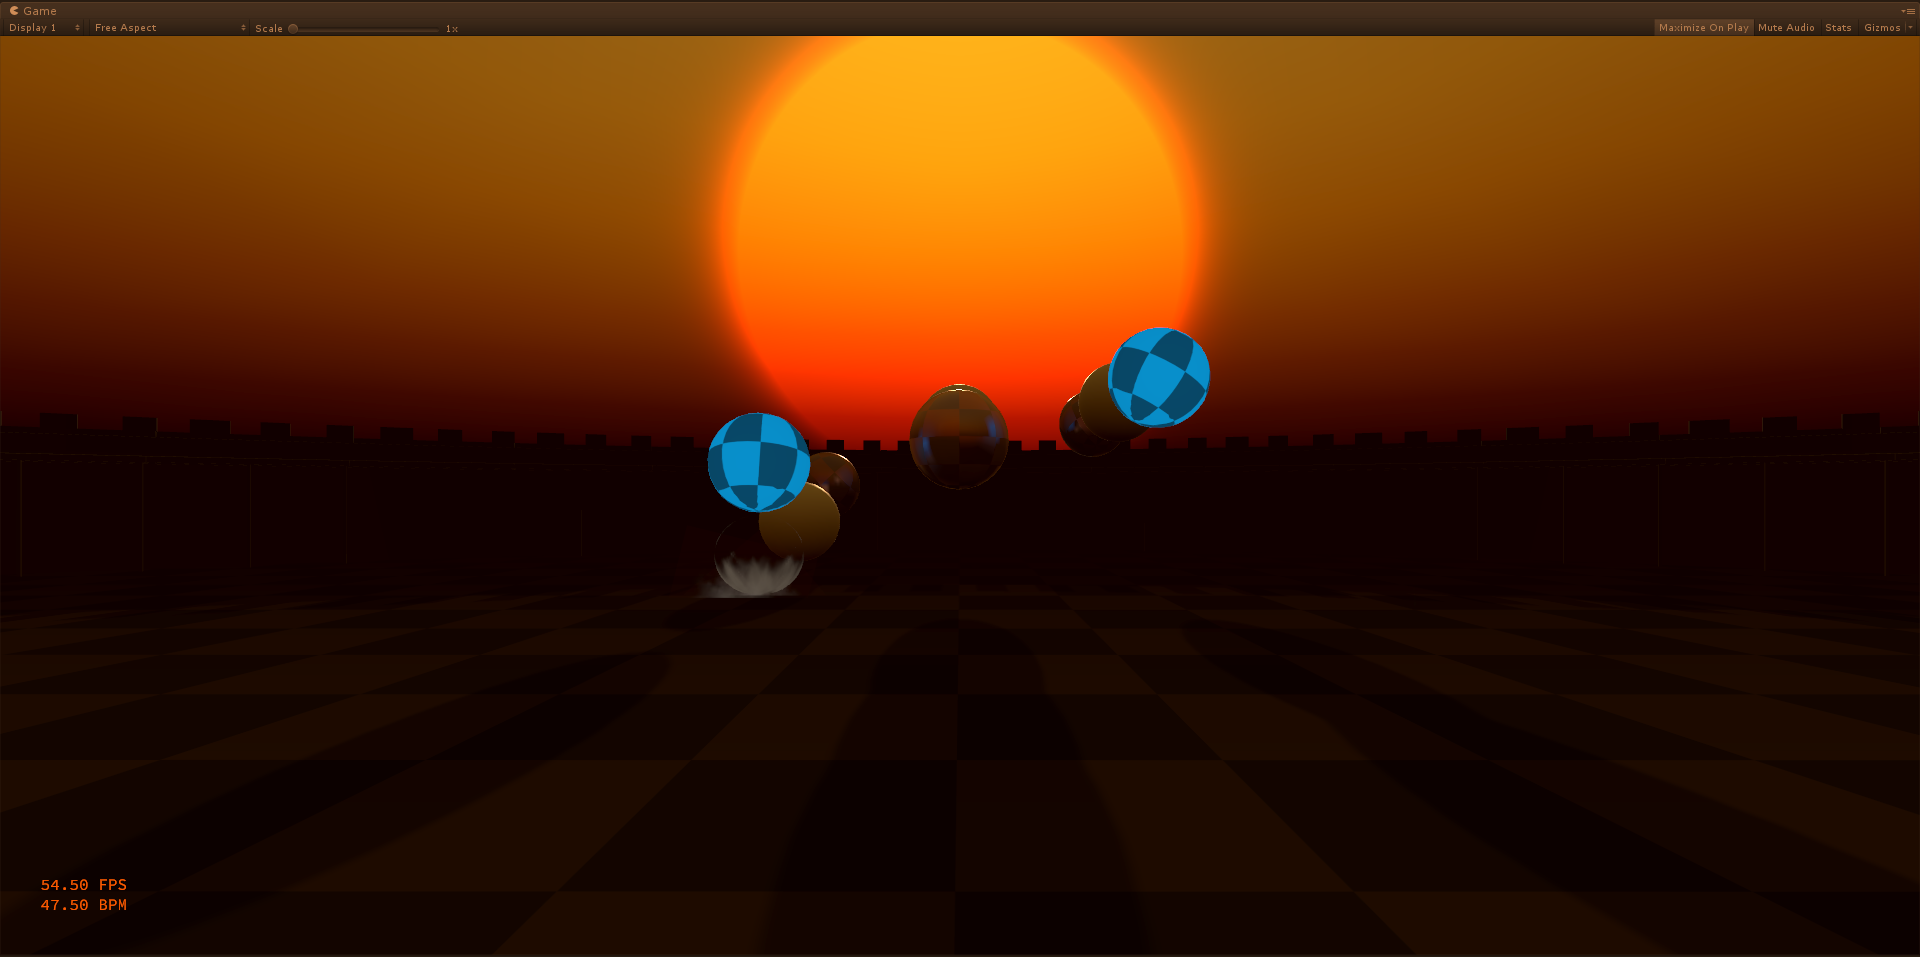 Game
Display 1 Free Aspect Scale 1x Maximize On Play Mute Audio Stats Gizmos
54.50 FPS
47.50 BPM